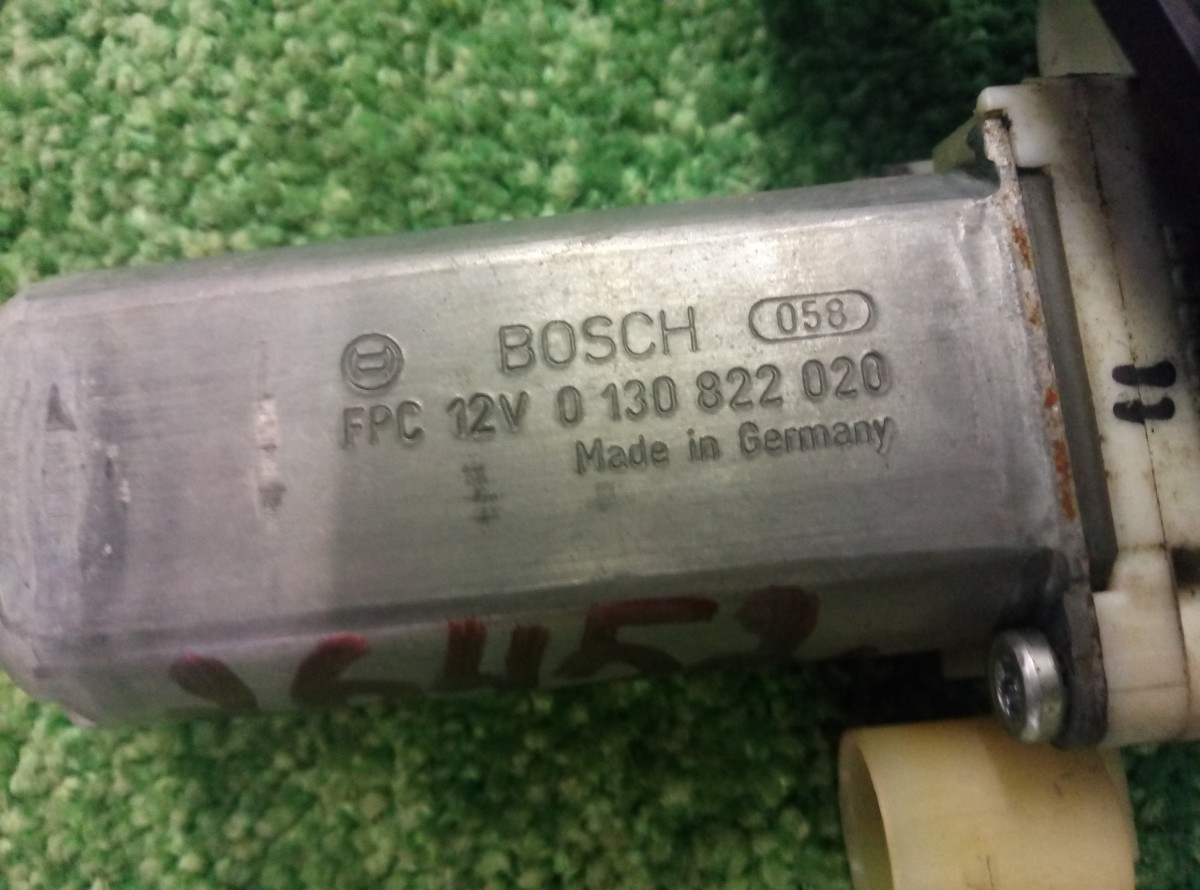 BOSCH 058
FPC 12V 0 130 822 020
Made in Germany